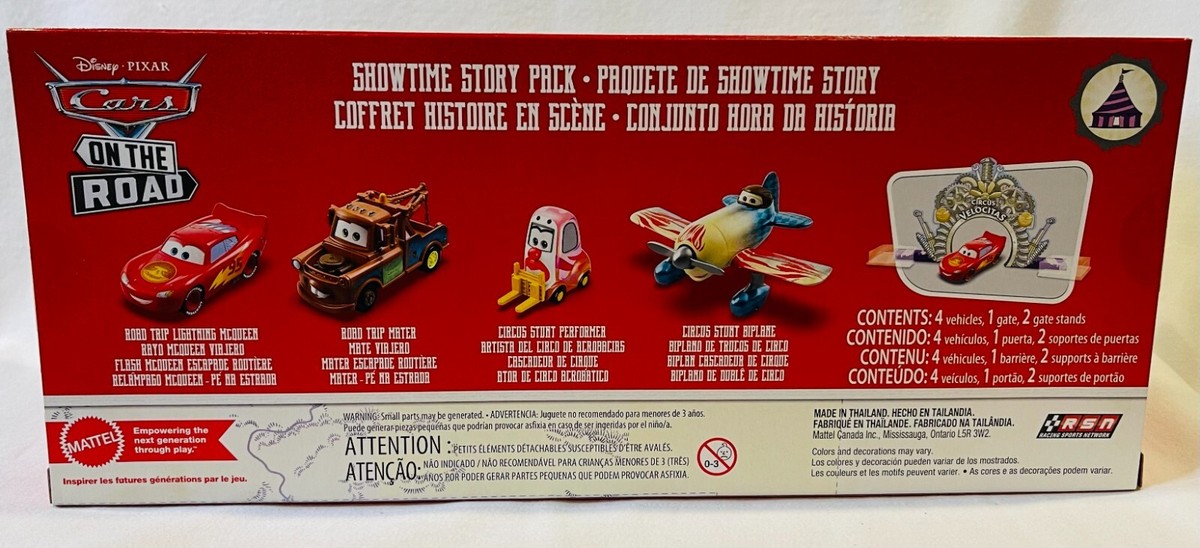 Disney · PIXAR
Cars
ON THE
ROAD
SHOWTIME STORY PACK • PAQUETE DE SHOWTIME STORY
COFFRET HISTOIRE EN SCÈNE • CONJUNTO HORA DA HISTÓRIA
CIRCUS
VELOCITAS
95
ROAD TRIP LIGHTNING MCQUEEN
RAYO MCQUEEN VIAJERO
FLASH MCQUEEN ESCAPADE ROUTIÈRE
RELÂMPAGO MCQUEEN - PÉ NA ESTRADA
ROAD TRIP MATER
MATE VIAJERO
MATER ESCAPADE ROUTIÈRE
MATER - PÉ NA ESTRADA
CIRCUS STUNT PERFORMER
ARTISTA DEL CIRCO DE ACROBACIAS
CASCADEUR DE CIRQUE
ATOR DE CIRCO ACROBÁTICO
CIRCUS STUNT BIPLANE
BIPLANO DE TRUCOS DE CIRCO
BIPLAN CASCADEUR DE CIRQUE
BIPLANO DE DUBLÊ DE CIRCO
CONTENTS: 4 vehicles, 1 gate, 2 gate stands
CONTENIDO: 4 vehículos, 1 puerta, 2 soportes de puertas
CONTENU: 4 véhicules, 1 barrière, 2 supports à barrière
CONTEÚDO: 4 veículos, 1 portão, 2 suportes de portão
MATTEL
Empowering the
next generation
through play.™
Inspirer les futures générations par le jeu.
WARNING: Small parts may be generated. • ADVERTENCIA: Juguete no recomendado para menores de 3 años.
Puede generar piezas pequeñas que podrían provocar asfixia en caso de ser ingeridas por el niño/a.
ATTENTION : PETITS ÉLÉMENTS DÉTACHABLES SUSCEPTIBLES D'ÊTRE AVALÉS.
ATENÇÃO: NÃO INDICADO / NÃO RECOMENDÁVEL PARA CRIANÇAS MENORES DE 3 (TRÊS)
ANOS POR PODER GERAR PARTES PEQUENAS QUE PODEM PROVOCAR ASFIXIA.
0-3
MADE IN THAILAND. HECHO EN TAILANDIA.
FABRIQUÉ EN THAÏLANDE. FABRICADO NA TAILÂNDIA.
Mattel Canada Inc., Mississauga, Ontario L5R 3W2.
Colors and decorations may vary.
Los colores y decoración pueden variar de los mostrados.
Les couleurs et les motifs peuvent varier. • As cores e as decorações podem variar.
RSN
RACING SPORTS NETWORK